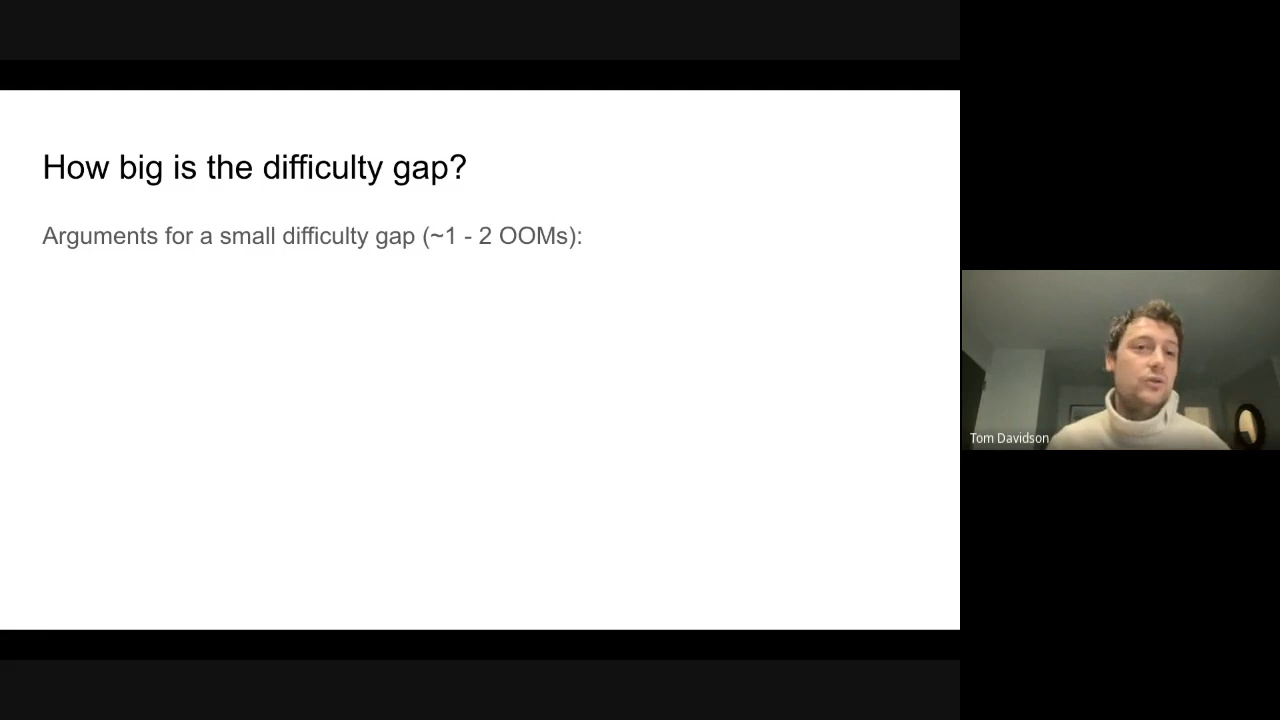 How big is the difficulty gap?
Arguments for a small difficulty gap (~1 - 2 OOMs):
Tom Davidson